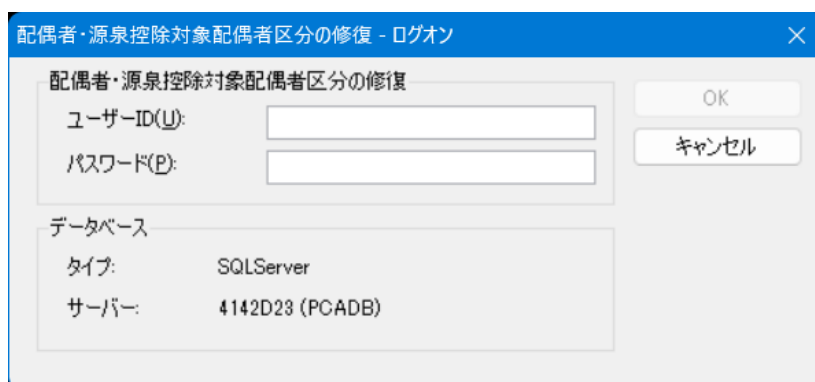 配偶者・源泉控除対象配偶者区分の修復 - ログオン
配偶者・源泉控除対象配偶者区分の修復
ユーザーID(U):
パスワード(P):
OK
キャンセル
データベース
タイプ: SQLServer
サーバー: 4142D23 (PCADB)